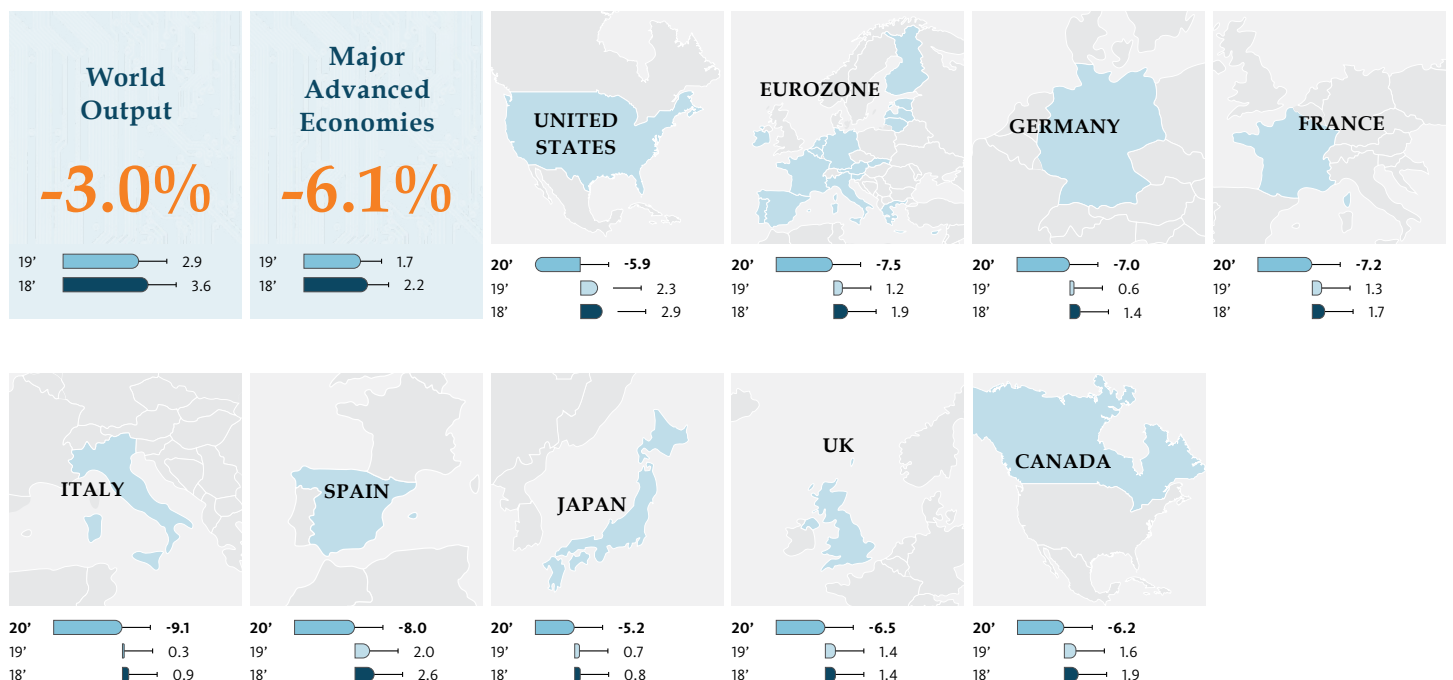 World
Output
-3.0%
19’ 2.9
18’ 3.6
Major
Advanced
Economies
-6.1%
19’ 1.7
18’ 2.2
UNITED
STATES
20’ -5.9
19’ 2.3
18’ 2.9
EUROZONE
20’ -7.5
19’ 1.2
18’ 1.9
GERMANY
20’ -7.0
19’ 0.6
18’ 1.4
FRANCE
20’ -7.2
19’ 1.3
18’ 1.7
ITALY
20’ -9.1
19’ 0.3
18’ 0.9
SPAIN
20’ -8.0
19’ 2.0
18’ 2.6
JAPAN
20’ -5.2
19’ 0.7
18’ 0.8
UK
20’ -6.5
19’ 1.4
18’ 1.4
CANADA
20’ -6.2
19’ 1.6
18’ 1.9